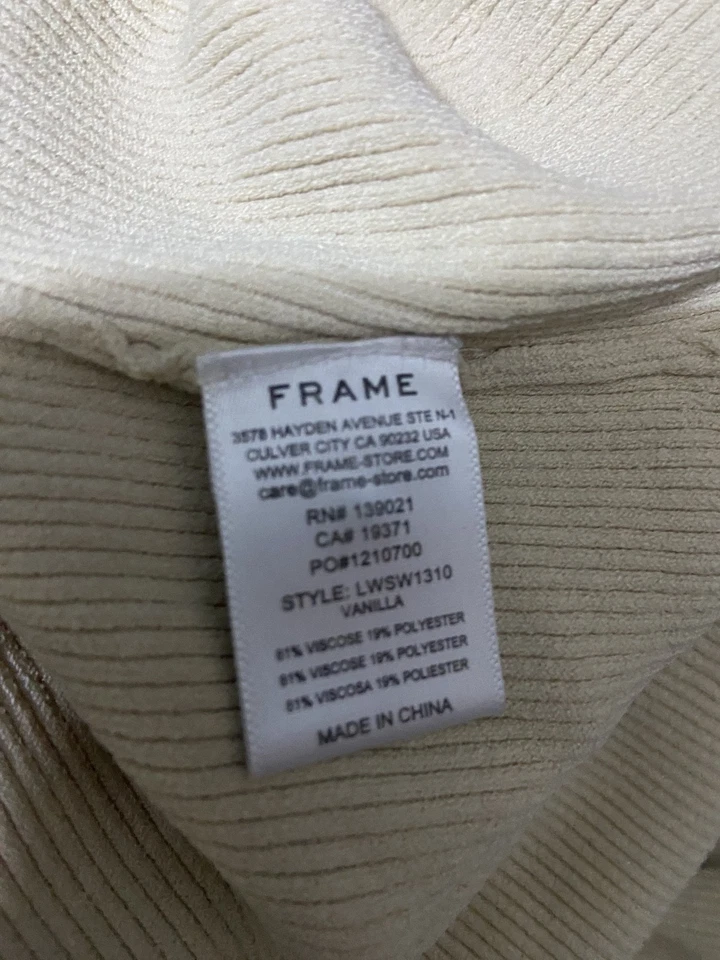 FRAME
3578 HAYDEN AVENUE STE N-1
CULVER CITY CA 90232 USA
WWW.FRAME-STORE.COM
care@frame-store.com
RN# 139021
CA# 19371
PO#1210700
STYLE: LWSW1310
VANILLA
81% VISCOSE 19% POLYESTER
81% VISCOSE 19% POLYESTER
81% VISCOSA 19% POLIESTER
MADE IN CHINA